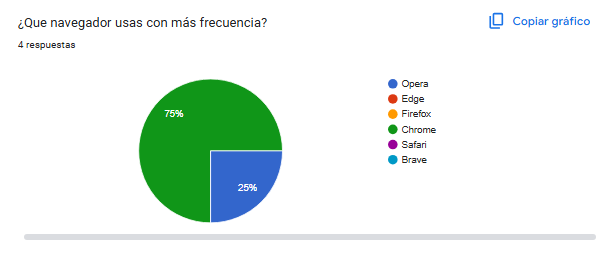 ¿Que navegador usas con más frecuencia?
Copiar gráfico
4 respuestas
75%
25%
Opera
Edge
Firefox
Chrome
Safari
Brave